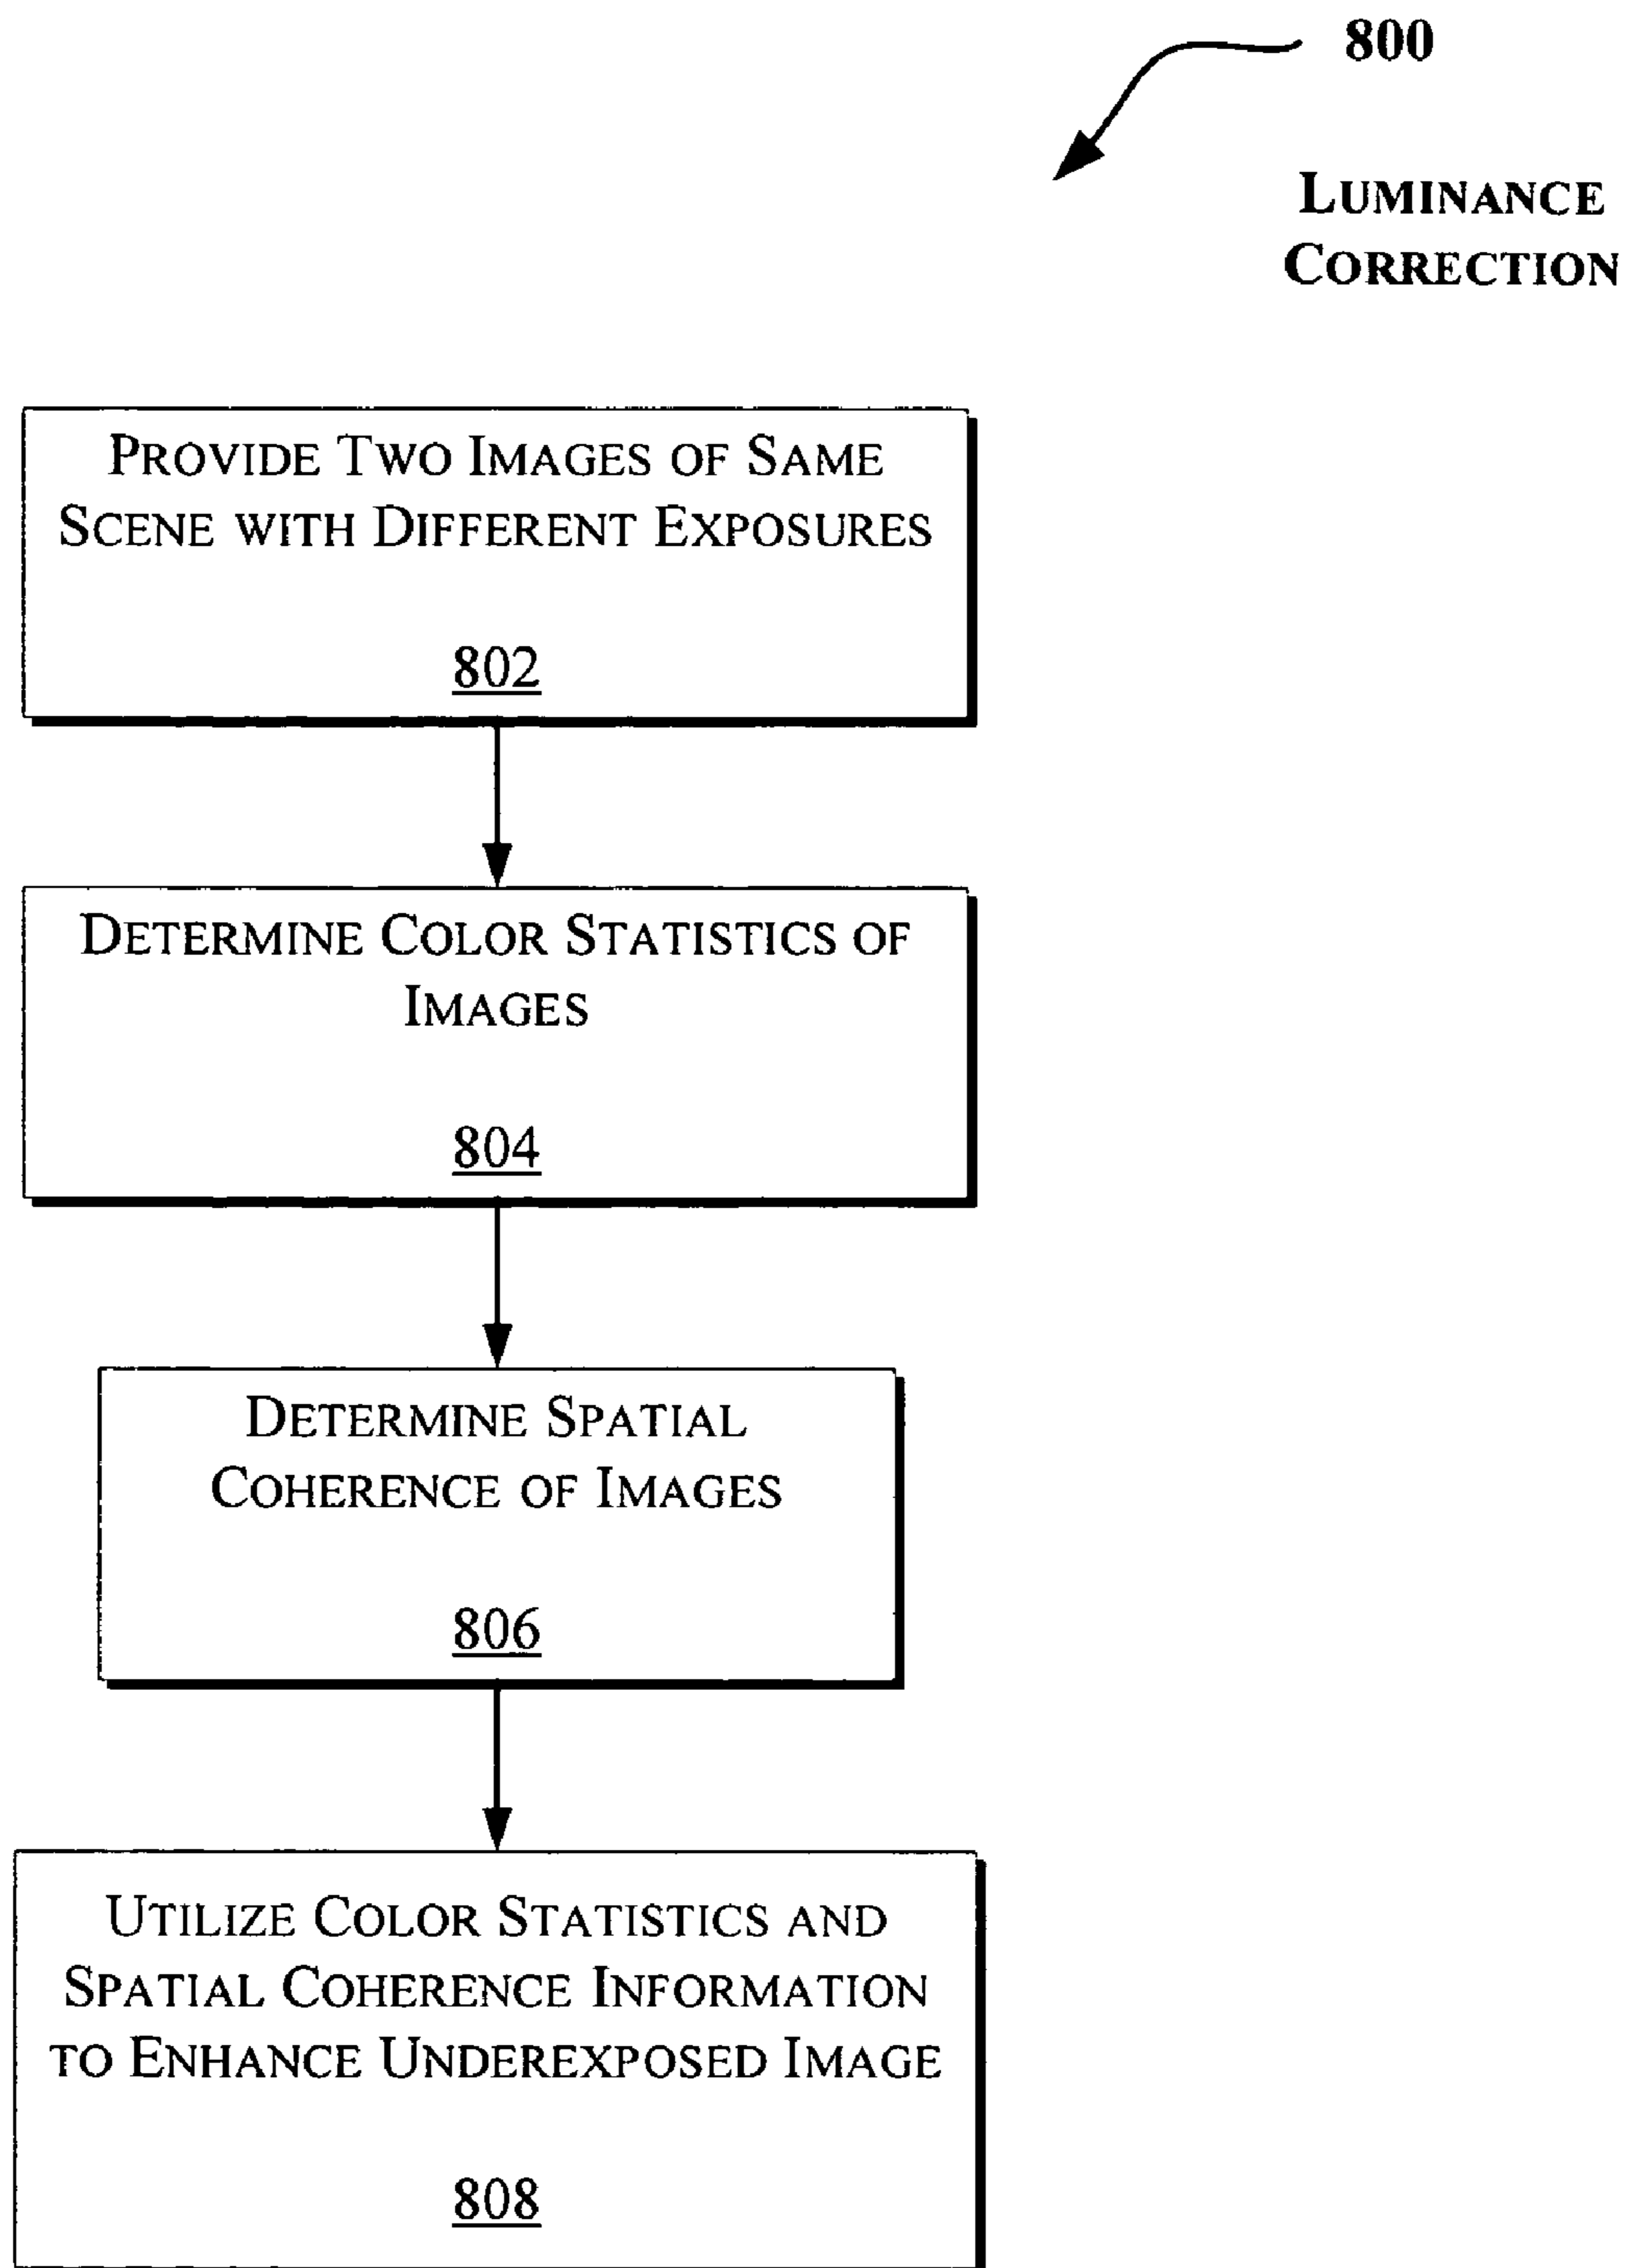 800
LUMINANCE
CORRECTION
PROVIDE TWO IMAGES OF SAME
SCENE WITH DIFFERENT EXPOSURES
802
DETERMINE COLOR STATISTICS OF
IMAGES
804
DETERMINE SPATIAL
COHERENCE OF IMAGES
806
UTILIZE COLOR STATISTICS AND
SPATIAL COHERENCE INFORMATION
TO ENHANCE UNDEREXPOSED IMAGE
808